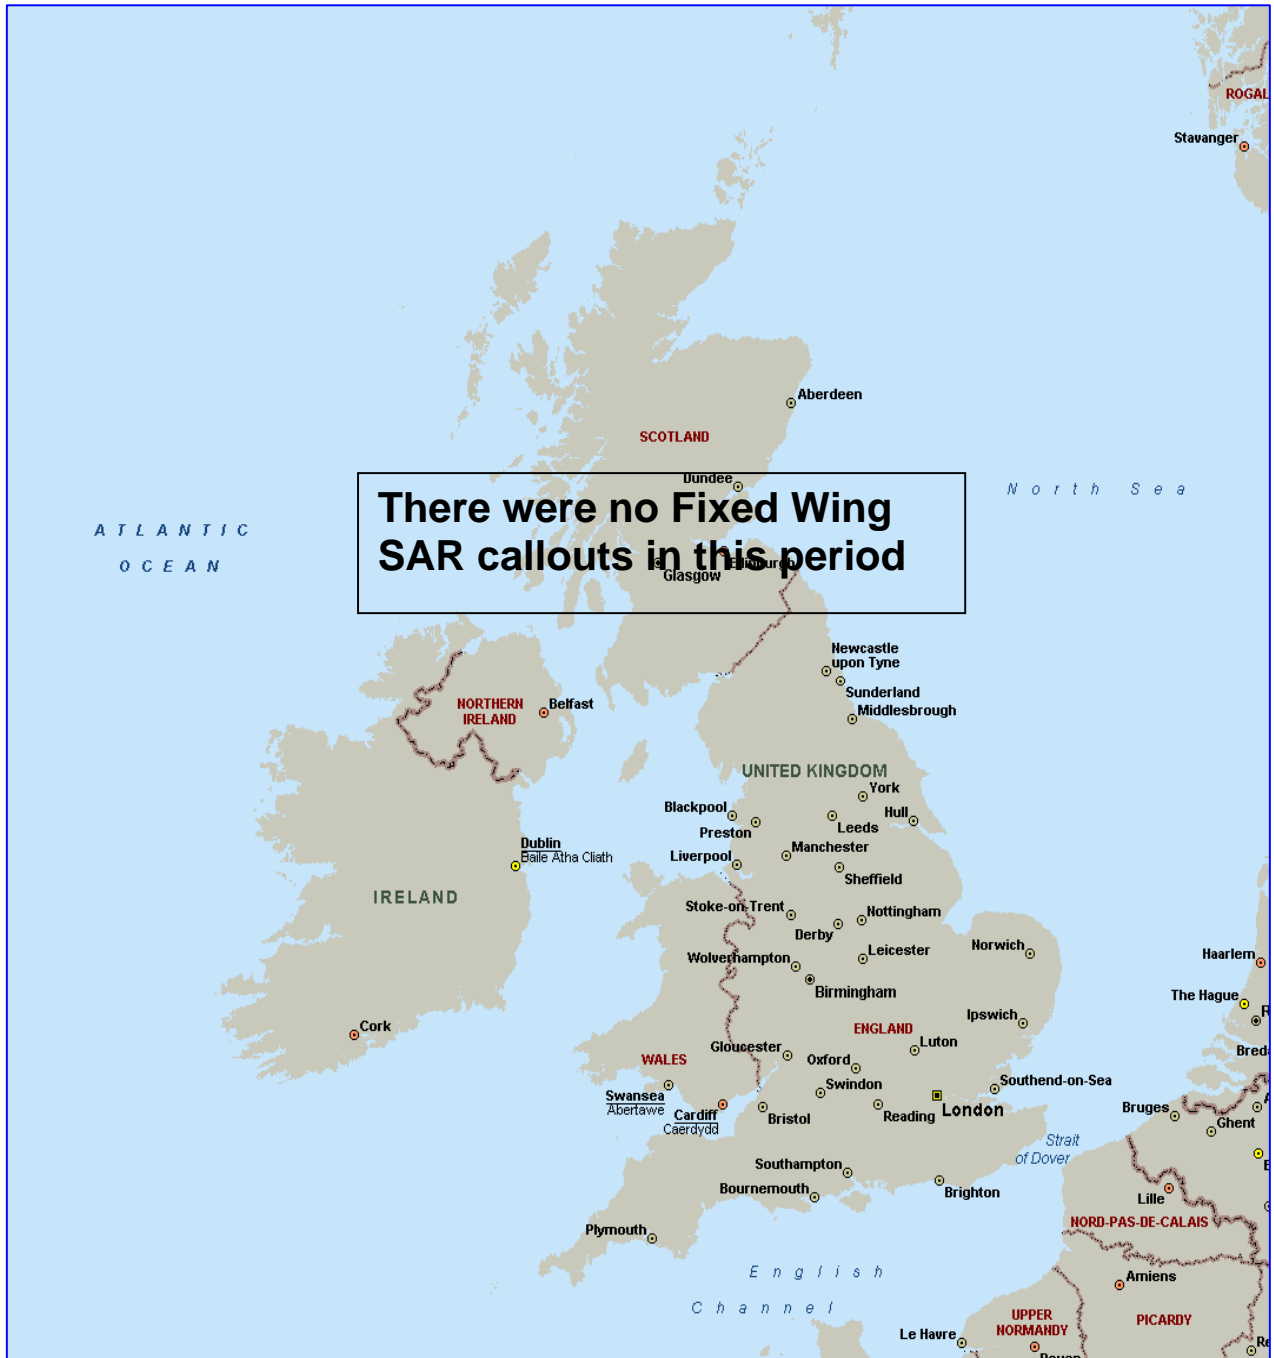 ROGAL
Stavanger
Aberdeen
SCOTLAND
Dundee
North Sea
There were no Fixed Wing
SAR callouts in this period
ATLANTIC
OCEAN
Edinburgh
Glasgow
Newcastle
upon Tyne
Sunderland
Middlesbrough
NORTHERN
IRELAND
Belfast
UNITED KINGDOM
York
Blackpool
Hull
Preston
Leeds
Dublin
Baile Atha Cliath
Manchester
Liverpool
Sheffield
IRELAND
Stoke-on-Trent
Nottingham
Derby
Norwich
Leicester
Wolverhampton
Haarlem
Birmingham
The Hague
R
Ipswich
Cork
ENGLAND
Luton
Gloucester
Breda
WALES
Oxford
Southend-on-Sea
Swindon
Swansea
Abertawe
Cardiff
Caerdydd
Bristol
Reading
London
Bruges
Ghent
Strait
of Dover
Southampton
Bournemouth
Brighton
Lille
NORD-PAS-DE-CALAIS
Plymouth
English
Channel
Amiens
UPPER
NORMANDY
PICARDY
Le Havre
Re